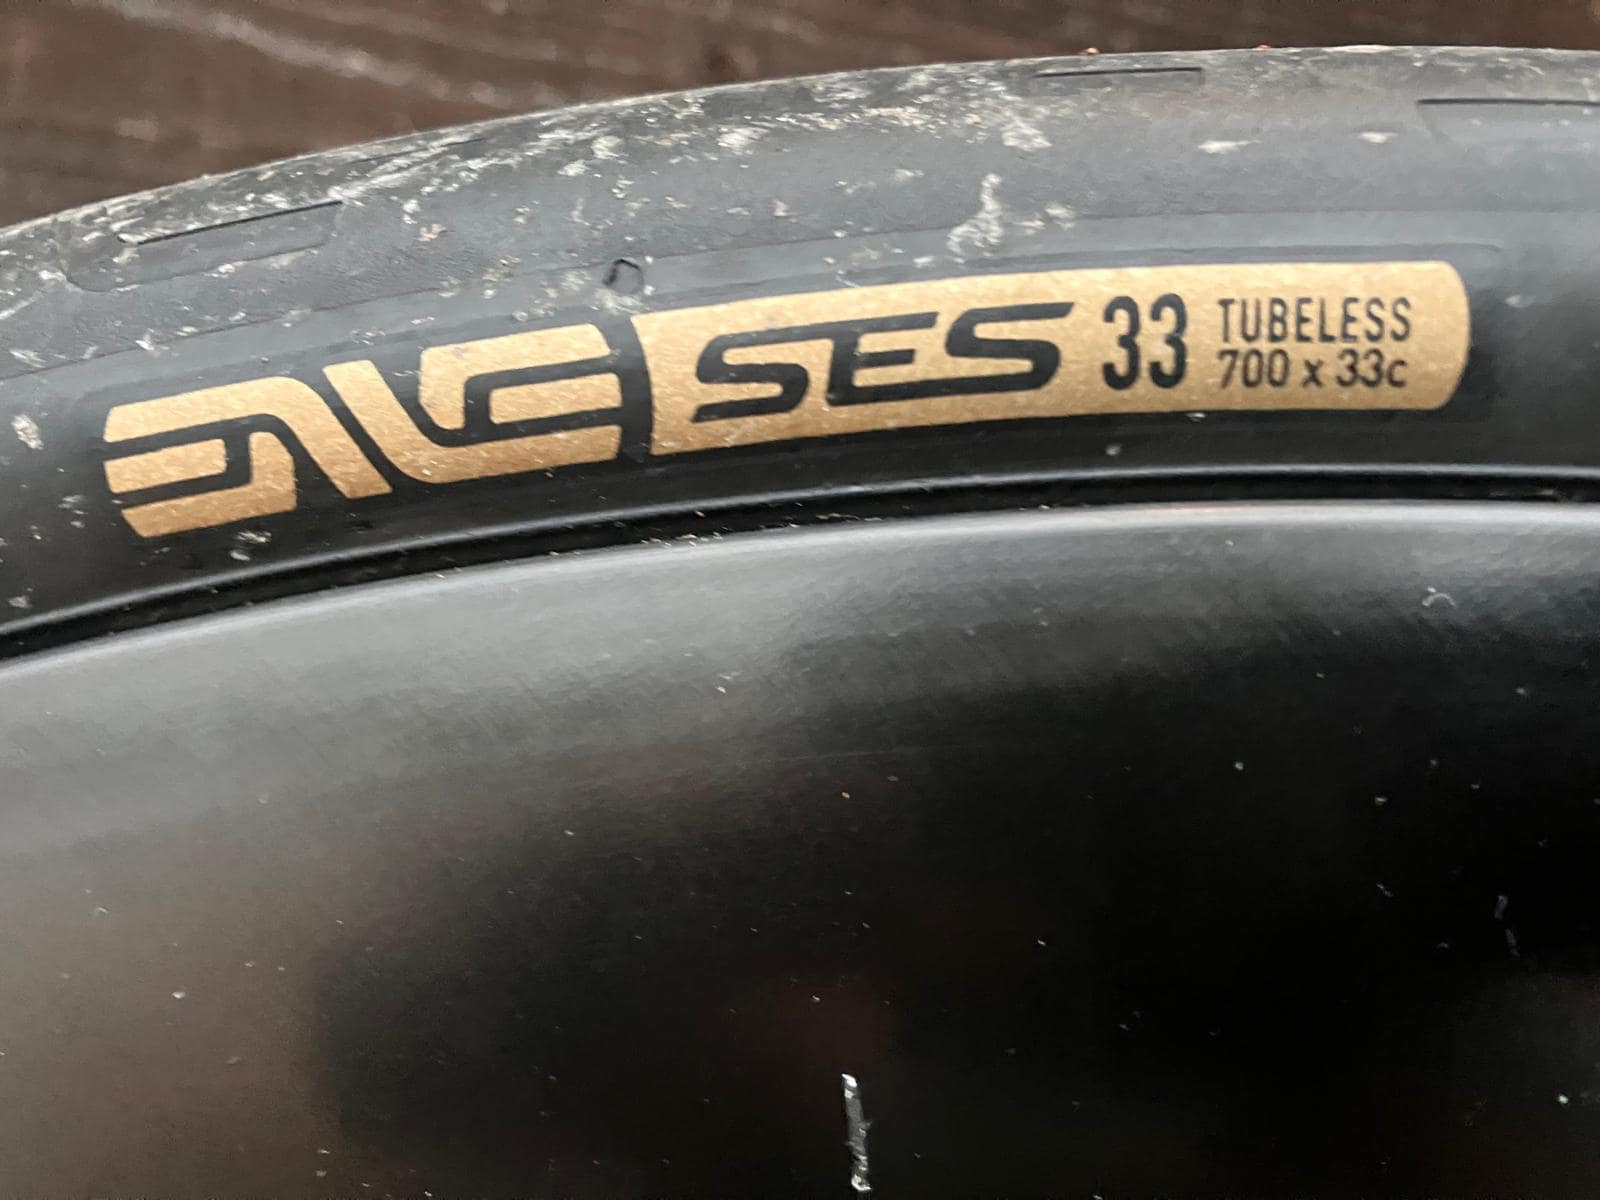 ENVE SES 33 TUBELESS
700 x 33c